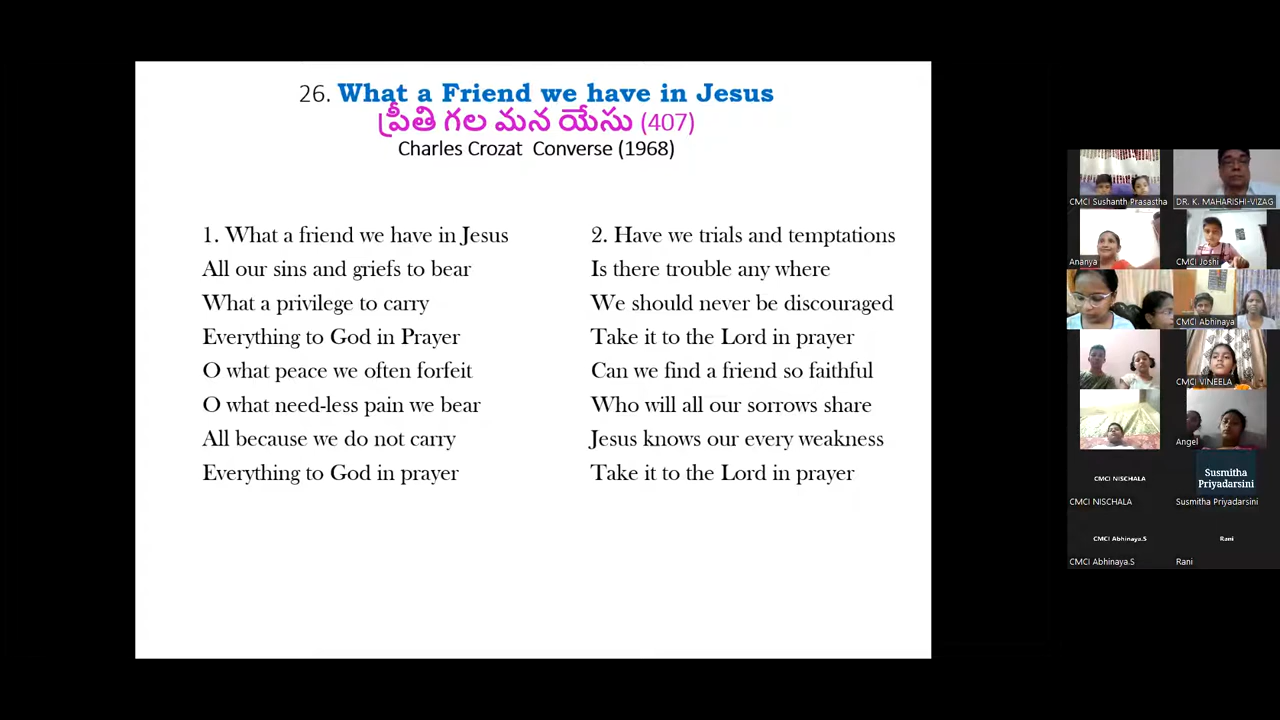 26. What a Friend we have in Jesus
ప్రీతి గల మన యేసు (407)
Charles Crozat Converse (1968)
1. What a friend we have in Jesus
All our sins and griefs to bear
What a privilege to carry
Everything to God in Prayer
O what peace we often forfeit
O what need-less pain we bear
All because we do not carry
Everything to God in prayer
2. Have we trials and temptations
Is there trouble any where
We should never be discouraged
Take it to the Lord in prayer
Can we find a friend so faithful
Who will all our sorrows share
Jesus knows our every weakness
Take it to the Lord in prayer
CMCI Sushanth Prasastha
DR. K. MAHARISHI-VIZAG
Ananya
CMCI Joshi
CMCI Abhinaya
CMCI VINEELA
Angel
CMCI NISCHALA
CMCI NISCHALA
Susmitha
Priyadarsini
Susmitha Priyadarsini
CMCI Abhinaya.S
CMCI Abhinaya.S
Rani
Rani